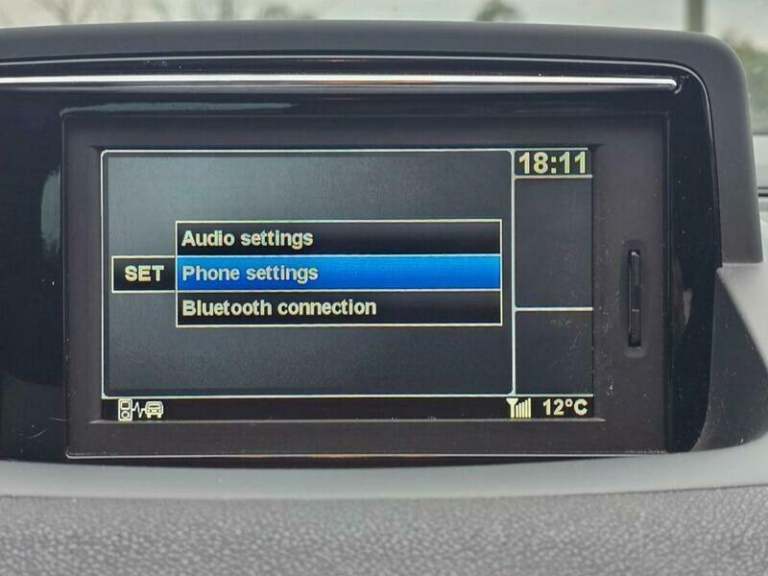 18:11
Audio settings
SET Phone settings
Bluetooth connection
12°C